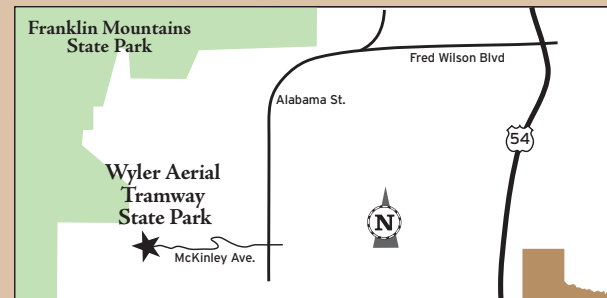 Franklin Mountains
State Park
Fred Wilson Blvd
Alabama St.
54
Wyler Aerial
Tramway
State Park
N
McKinley Ave.